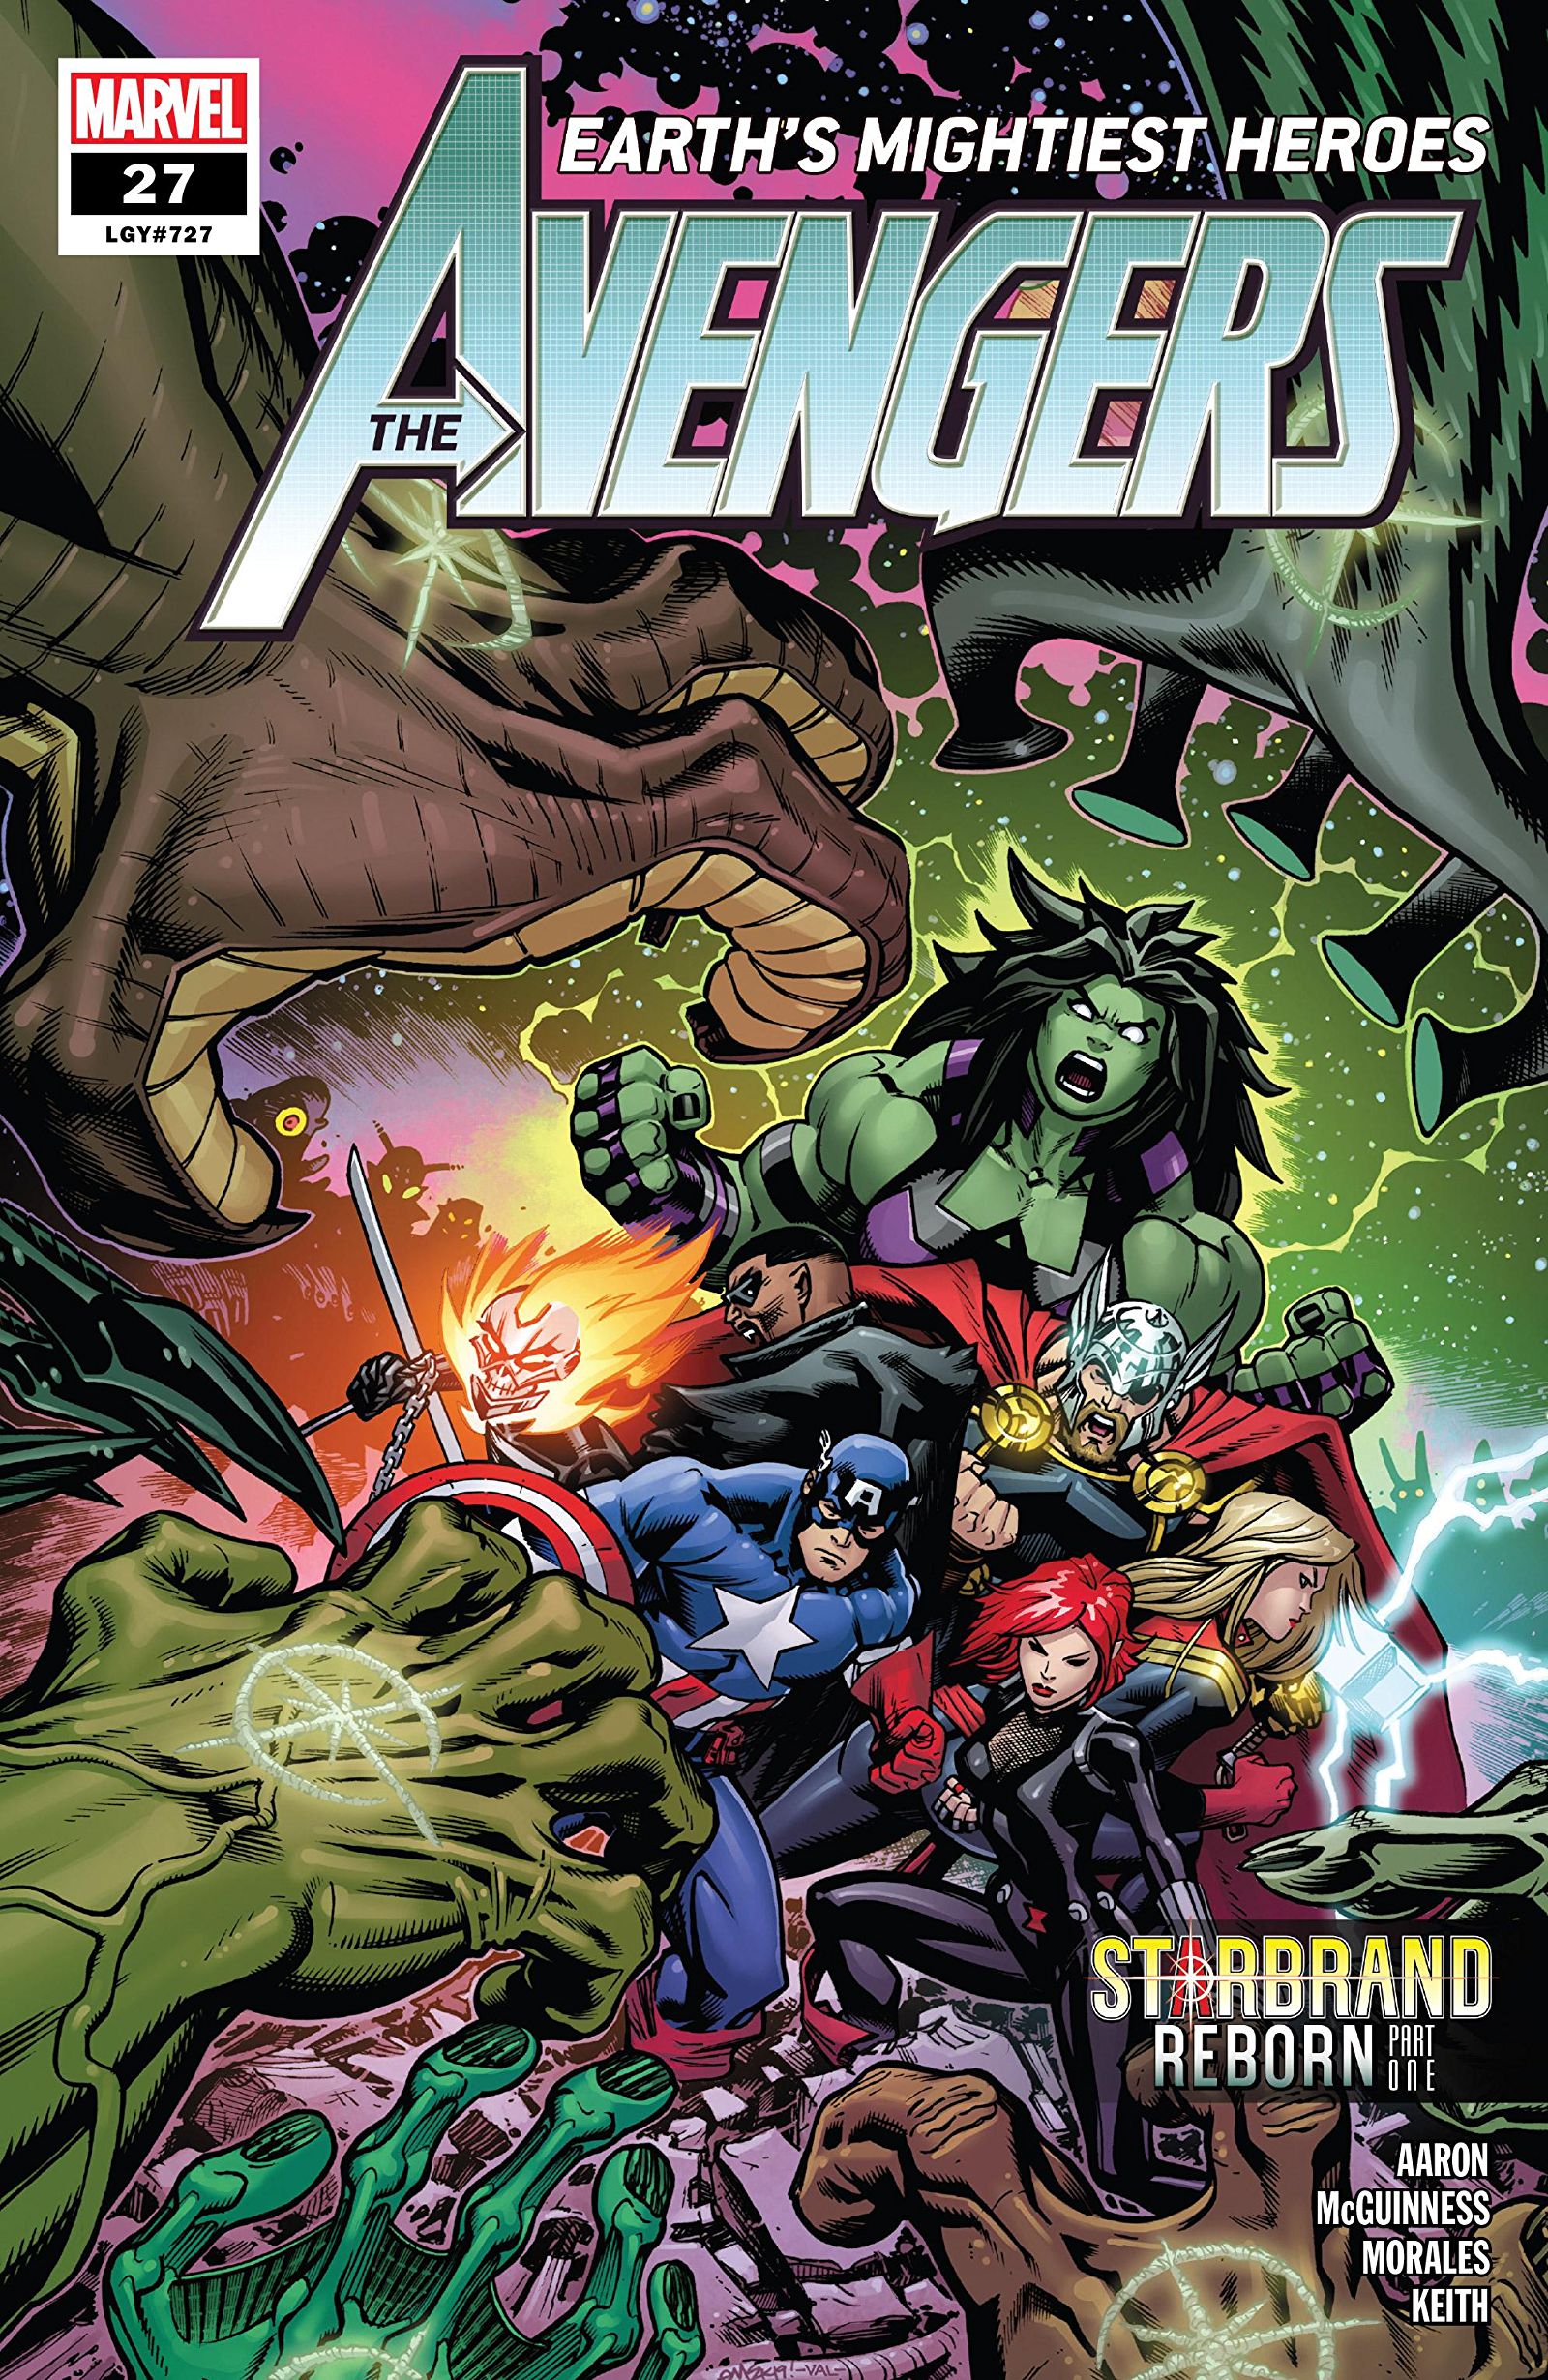 MARVEL
27
LGY#727
EARTH'S MIGHTIEST HEROES
THE AVENGERS
A
STARBRAND
REBORN PART ONE
AARON
McGUINNESS
MORALES
KEITH